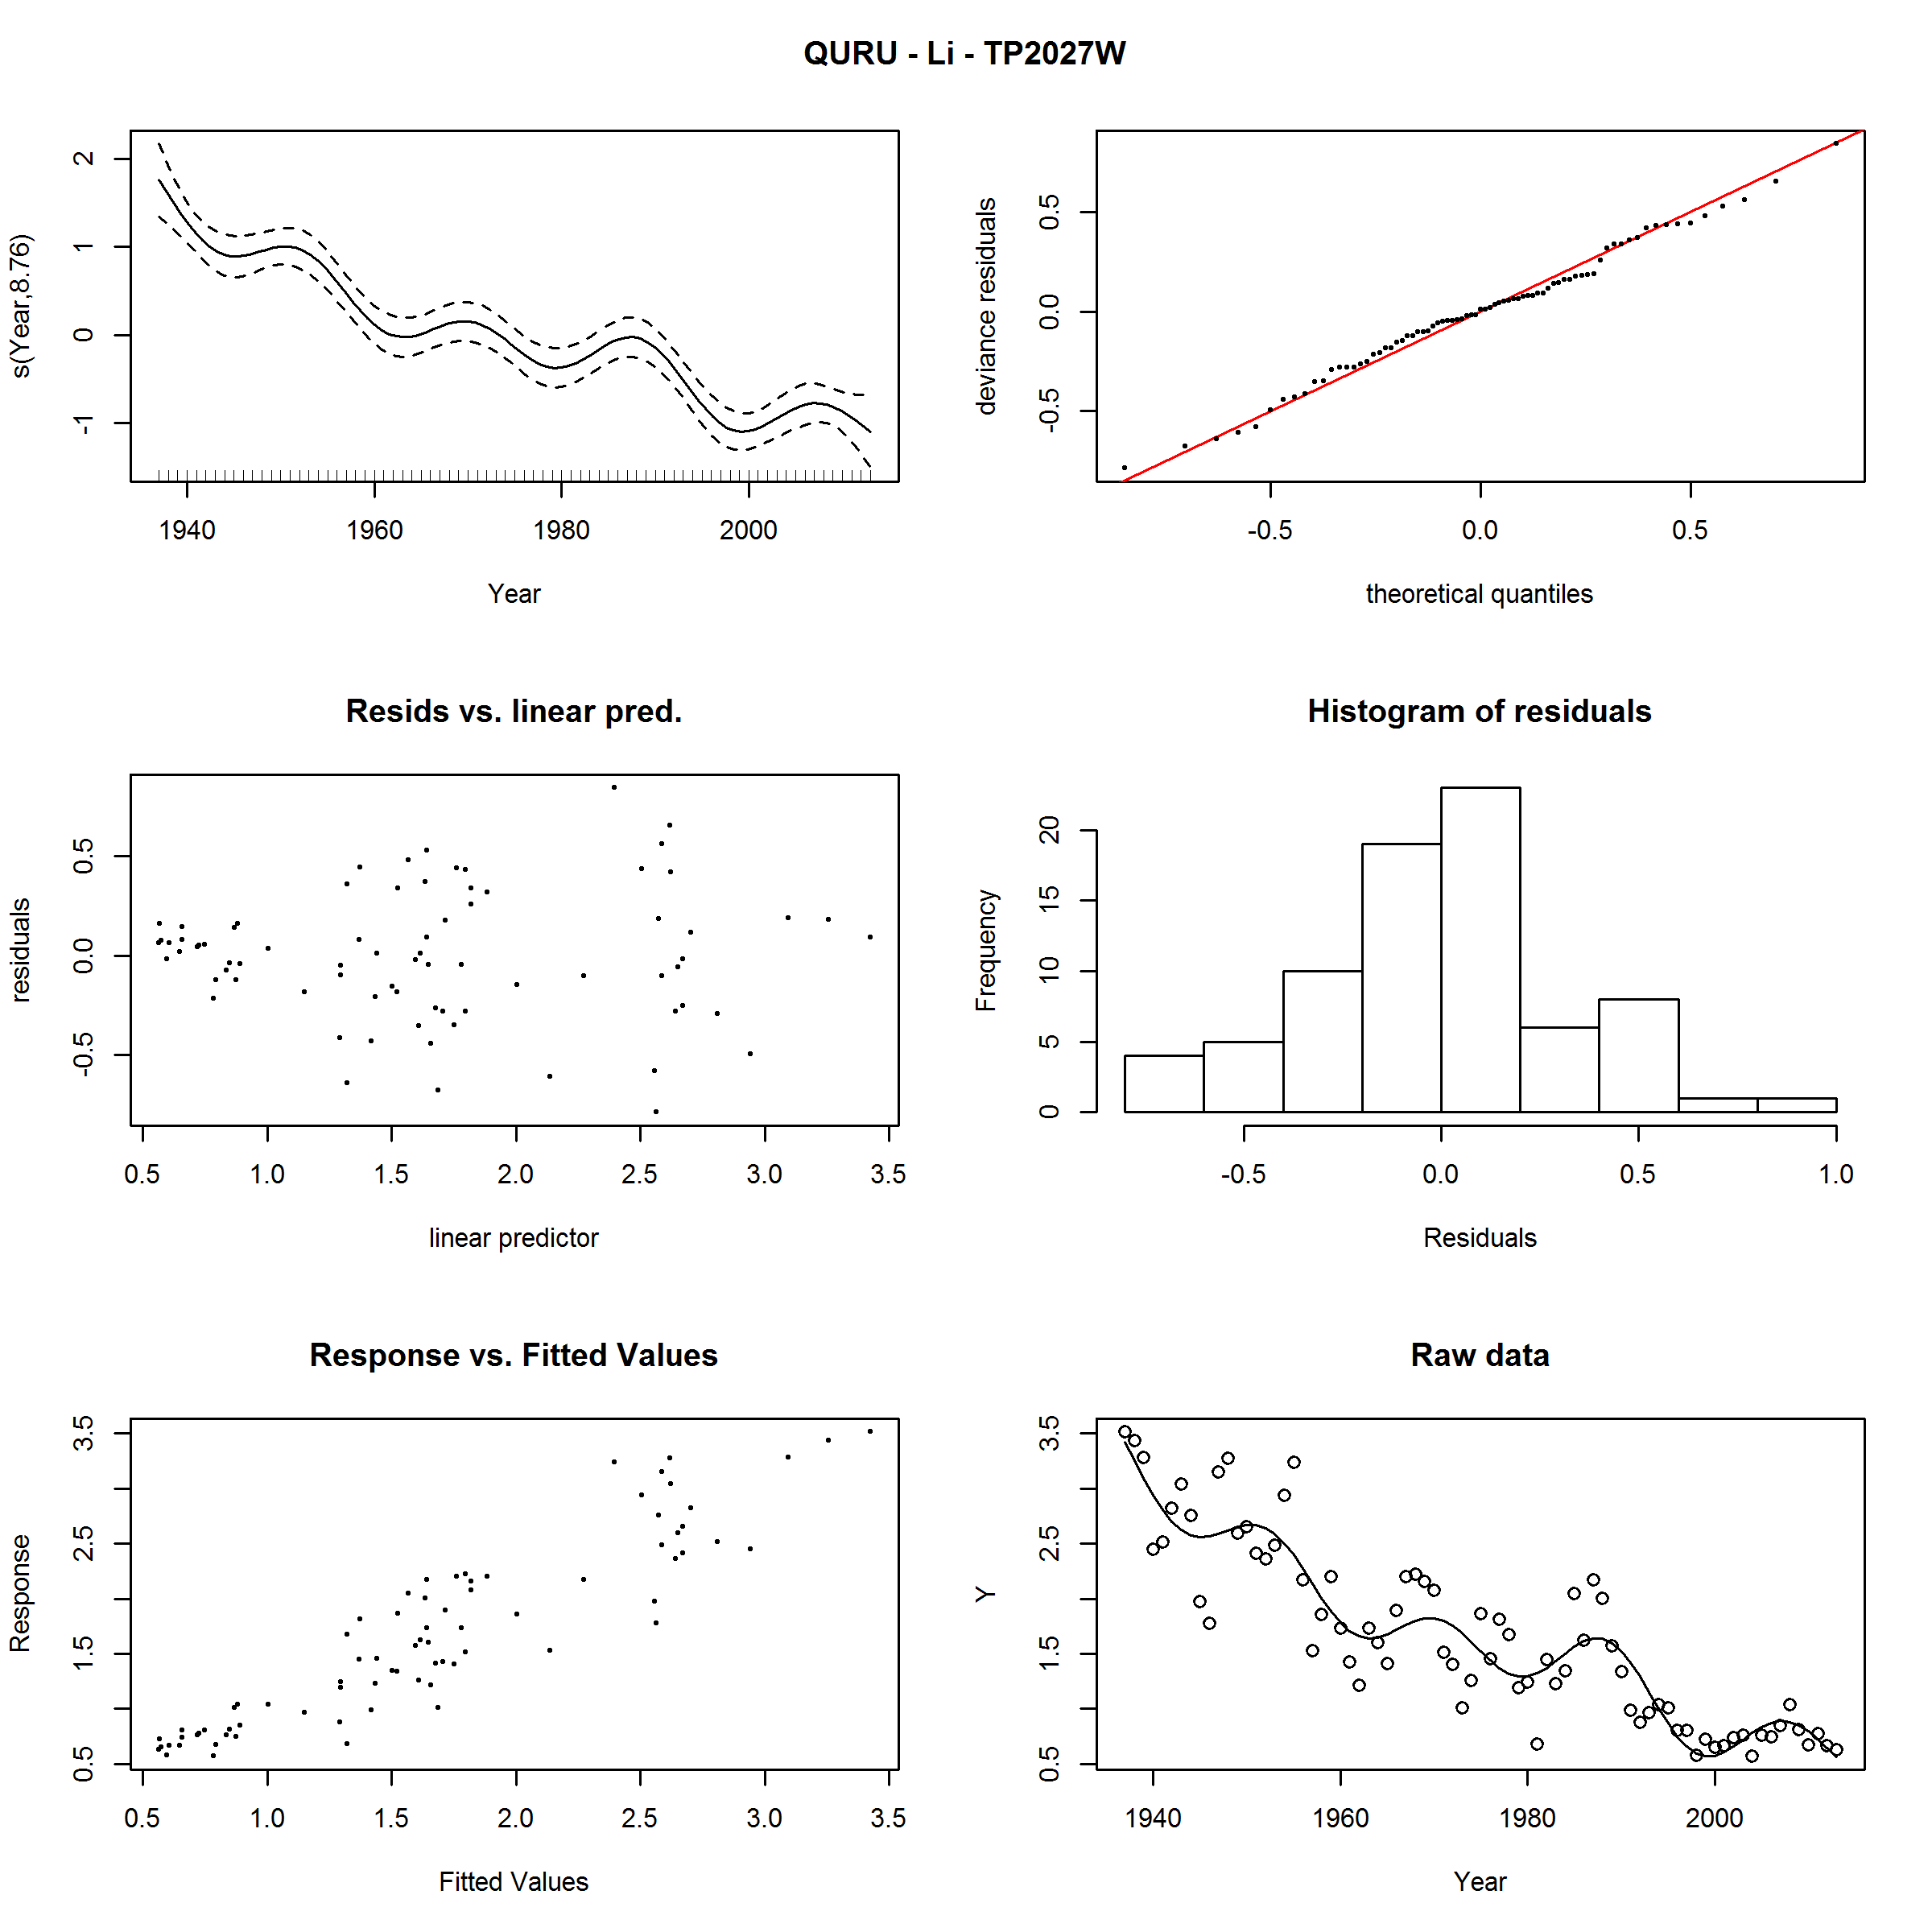 QURU - Li - TP2027W
s(Year,8.76)
2
1
0
-1
1940 1960 1980 2000
Year
deviance residuals
0.5
0.0
-0.5
-0.5 0.0 0.5
theoretical quantiles
Resids vs. linear pred.
residuals
0.5
0.0
-0.5
0.5 1.0 1.5 2.0 2.5 3.0 3.5
linear predictor
Histogram of residuals
Frequency
20
15
10
5
0
-0.5 0.0 0.5 1.0
Residuals
Response vs. Fitted Values
Response
3.5
2.5
1.5
0.5
0.5 1.0 1.5 2.0 2.5 3.0 3.5
Fitted Values
Raw data
Y
3.5
2.5
1.5
0.5
1940 1960 1980 2000
Year